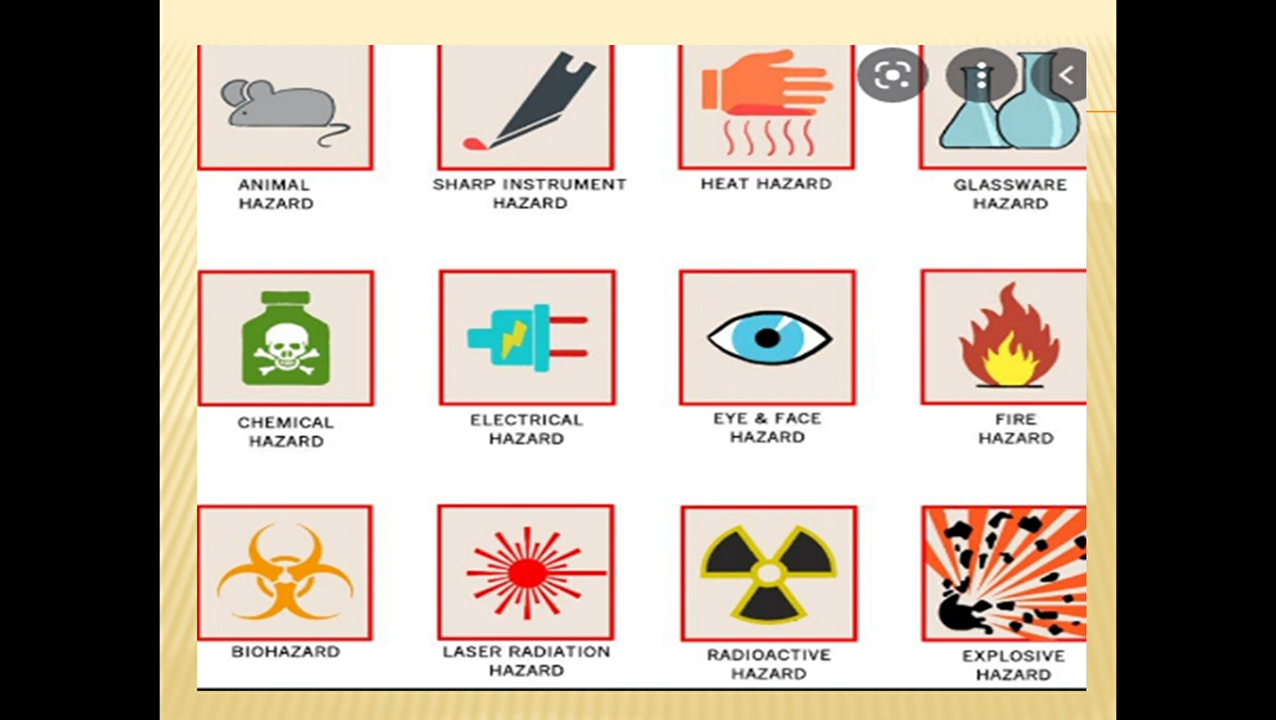 ANIMAL
HAZARD
SHARP INSTRUMENT
HAZARD
HEAT HAZARD
GLASSWARE
HAZARD
CHEMICAL
HAZARD
ELECTRICAL
HAZARD
EYE & FACE
HAZARD
FIRE
HAZARD
BIOHAZARD
LASER RADIATION
HAZARD
RADIOACTIVE
HAZARD
EXPLOSIVE
HAZARD